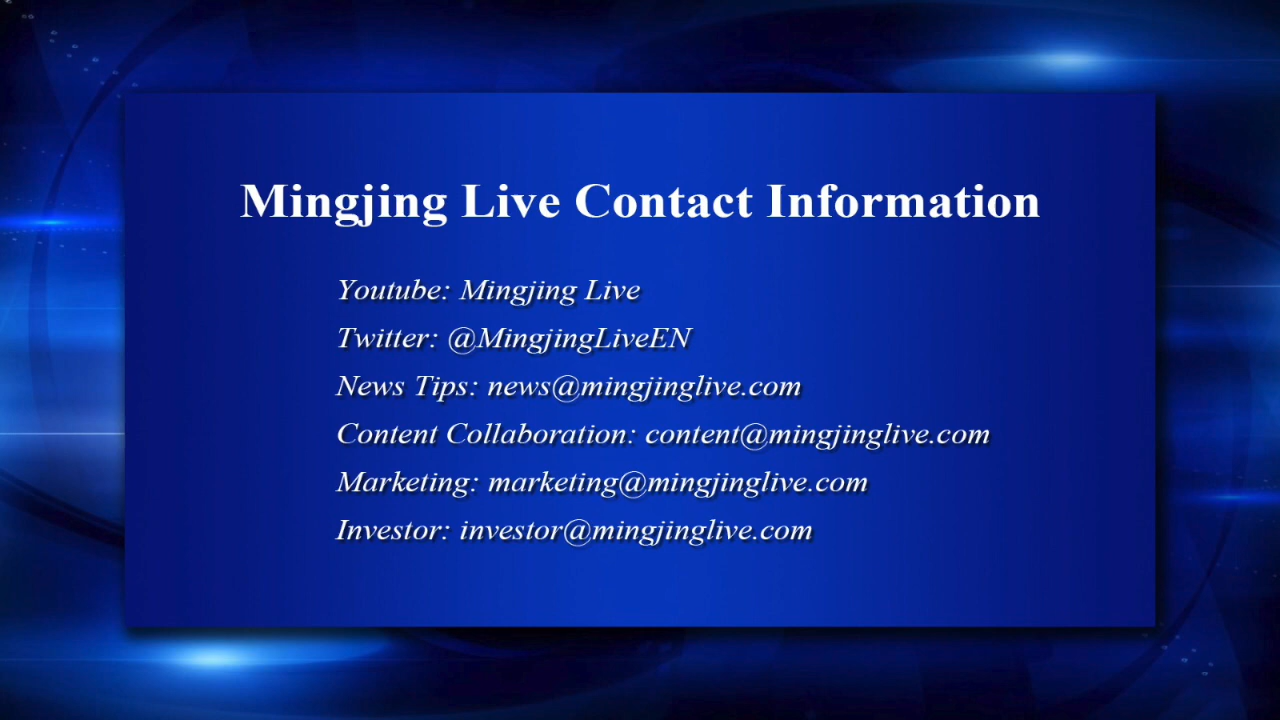 Mingjing Live Contact Information
Youtube: Mingjing Live
Twitter: @MingjingLiveEN
News Tips: news@mingjinglive.com
Content Collaboration: content@mingjinglive.com
Marketing: marketing@mingjinglive.com
Investor: investor@mingjinglive.com